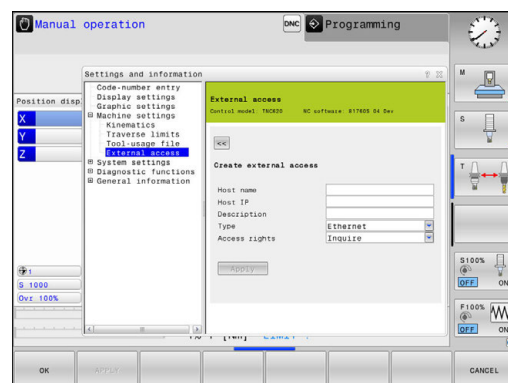 Manual operation
DNC
Programming
Settings and information
Position disp
X
Y
Z
1
S 1000
Ovr 100%
Code-number entry
Display settings
Graphic settings
Machine settings
Kinematics
Traverse limits
Tool-usage file
External access
System settings
Diagnostic functions
General information
External access
Control model: TNC620 NC software: 817605 04 Dev
<<
Create external access
Host name
Host IP
Description
Type Ethernet
Access rights Inquire
Apply
M
S
T
S100%
OFF ON
F100%
OFF ON
OK
APPLY
CANCEL